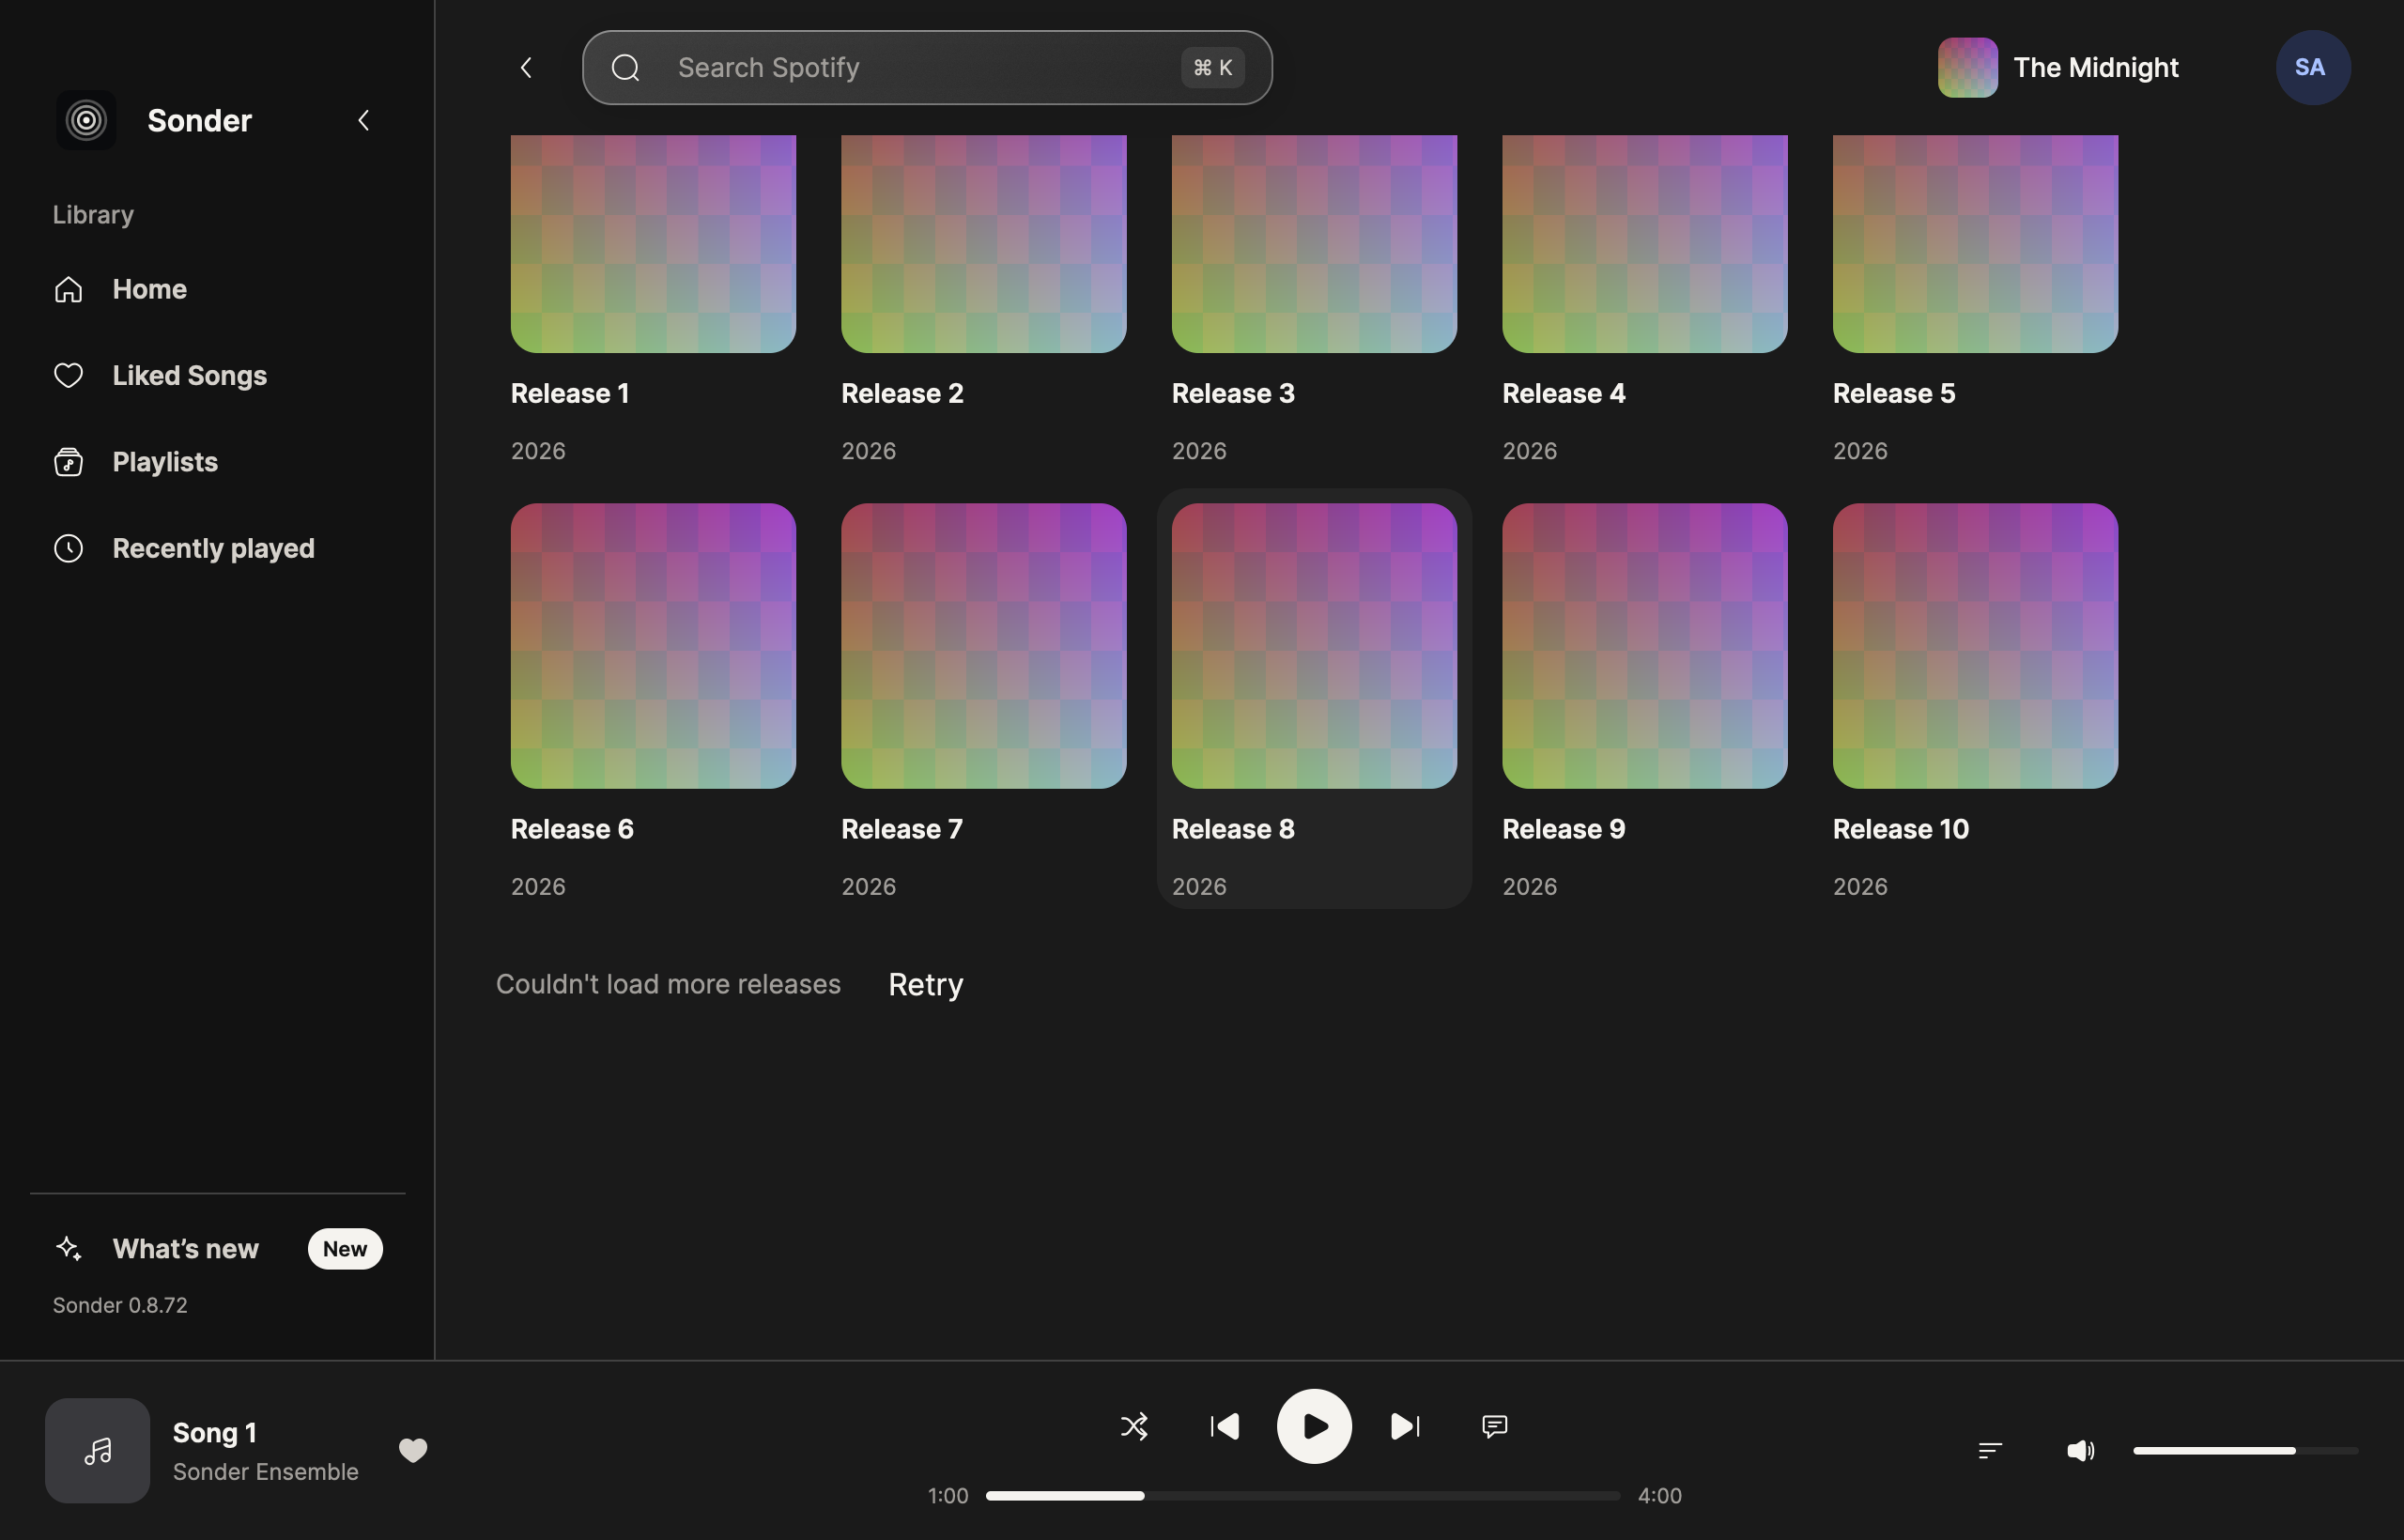 Sonder
Library
Home
Liked Songs
Playlists
Recently played
What’s new
New
Sonder 0.8.72
Search Spotify
⌘ K
The Midnight
SA
Release 1
2026
Release 2
2026
Release 3
2026
Release 4
2026
Release 5
2026
Release 6
2026
Release 7
2026
Release 8
2026
Release 9
2026
Release 10
2026
Couldn't load more releases
Retry
Song 1
Sonder Ensemble
1:00
4:00